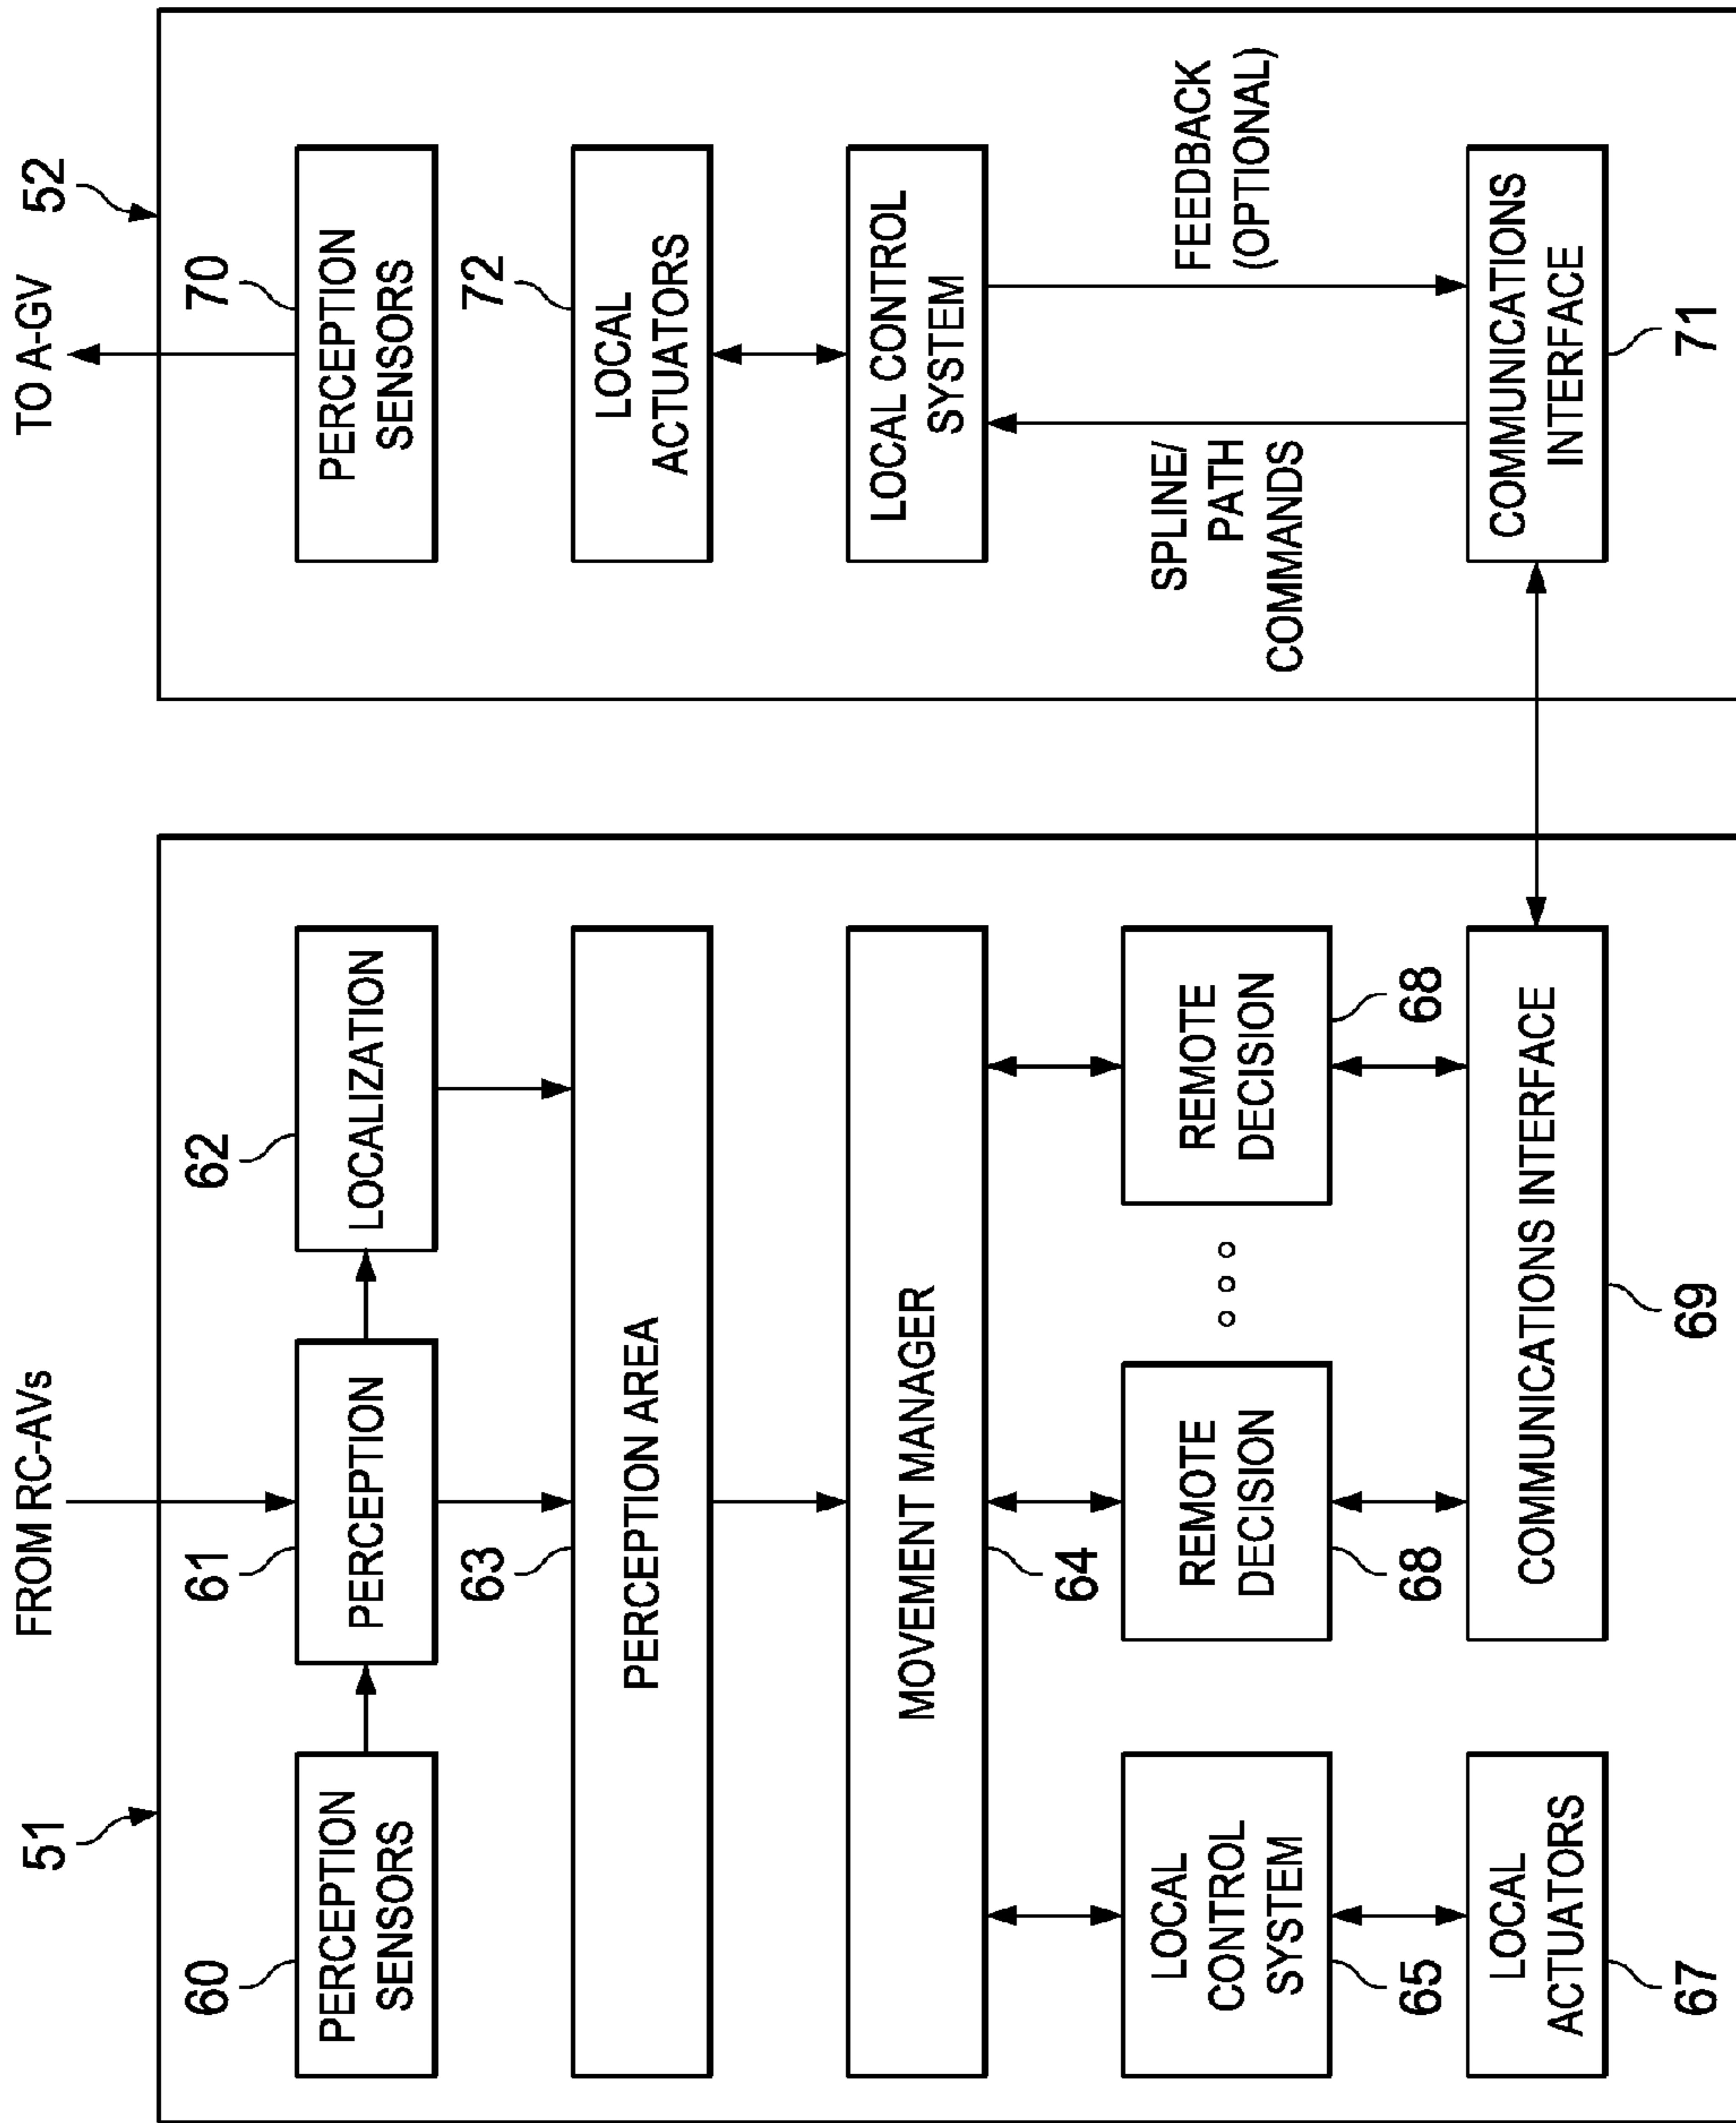 FROM RC-AVs
TO A-GV
51
52
60
61
62
70
PERCEPTION
SENSORS
PERCEPTION
LOCALIZATION
PERCEPTION
SENSORS
63
72
PERCEPTION AREA
LOCAL
ACTUATORS
MOVEMENT MANAGER
LOCAL CONTROL
SYSTEM
64
LOCAL
CONTROL
SYSTEM
REMOTE
DECISION
REMOTE
DECISION
SPLINE/
PATH
COMMANDS
FEEDBACK
(OPTIONAL)
65
68
68
LOCAL
ACTUATORS
COMMUNICATIONS INTERFACE
COMMUNICATIONS
INTERFACE
67
69
71